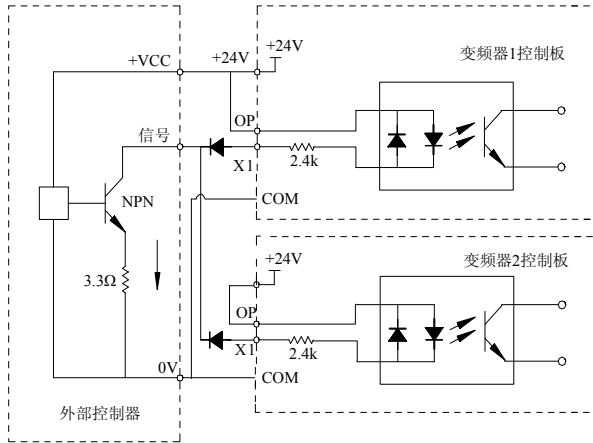 +VCC
+24V
+24V
变频器1控制板
OP
信号
X1
2.4k
NPN
COM
3.3Ω
+24V
变频器2控制板
OP
X1
2.4k
0V
COM
外部控制器